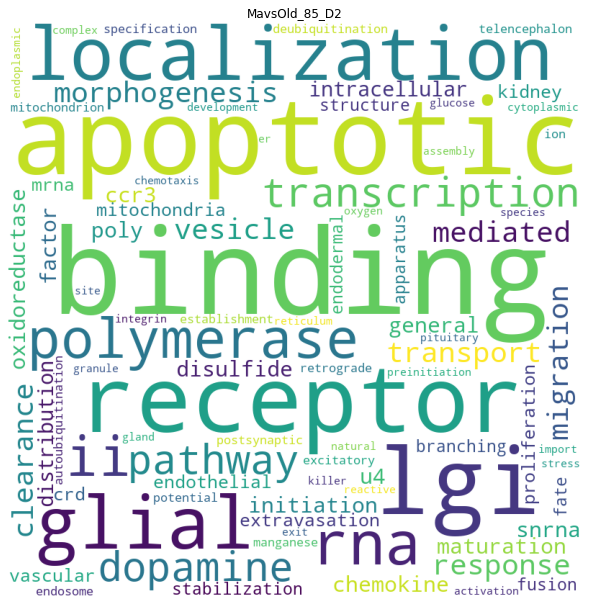 MavsOld_85_D2
complex specification deubiquitination telencephalon
endoplasmic
localization
morphogenesis intracellular kidney
mitochondrion development structure glucose cytoplasmic
apoptotic
er ion
assembly
chemotaxis
mrna ccr3 transcription
oxidoreductase
mitochondria oxygen species
factor poly vesicle endodermal apparatus mediated
binding
site
integrin establishment reticulum general pituitary
polymerase transport migration
granule disulfide retrograde preinitiation
receptor
clearance distribution autoubiquitination
gland postsynaptic natural branching proliferation import
ii pathway excitatory lgi stress
endothelial killer u4 fate
crd potential reactive
glial initiation rna snrna
extravasation
manganese exit maturation
dopamine response
vascular stabilization chemokine fusion
endosome activation